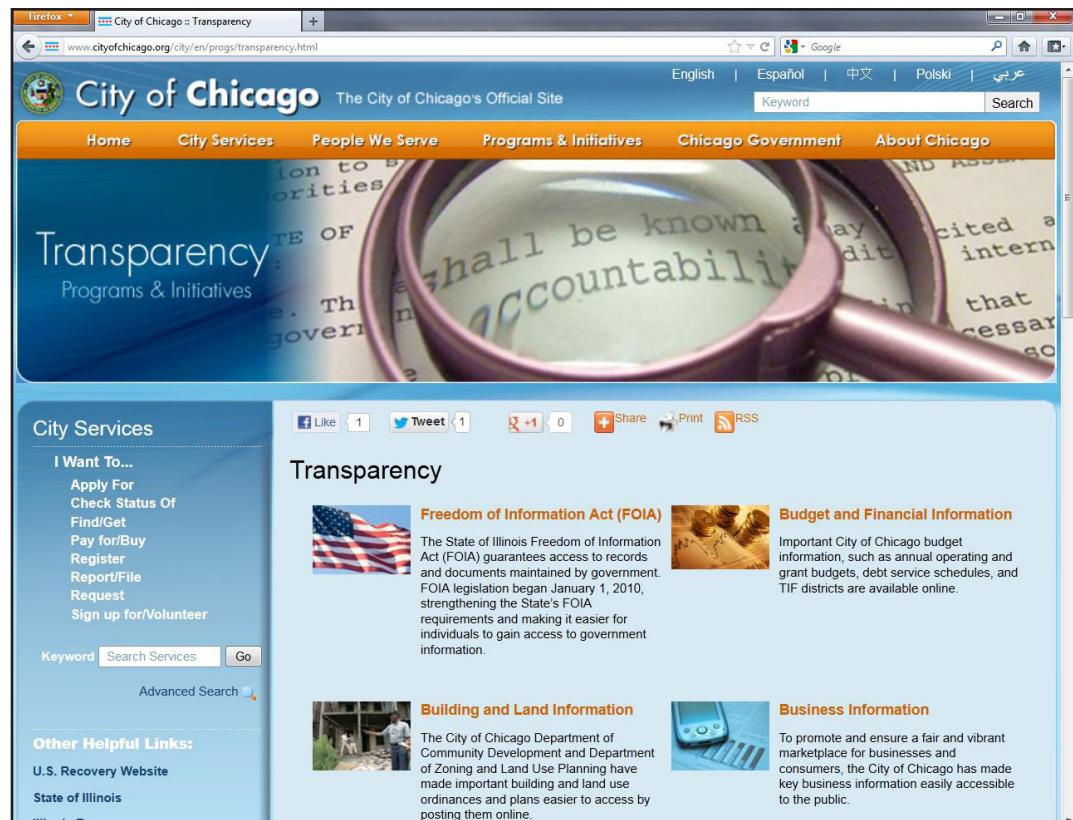 Firefox
City of Chicago :: Transparency
+
www.cityofchicago.org/city/en/progs/transparency.html
Google
English | Español | 中文 | Polski | عربي
City of Chicago The City of Chicago's Official Site
Keyword
Search
Home City Services People We Serve Programs & Initiatives Chicago Government About Chicago
Transparency
Programs & Initiatives
ion to
orities
TE OF
shall be known
accountabili
cited a
intern
Th
that
govern
cessar
so
City Services
I Want To...
Apply For
Check Status Of
Find/Get
Pay for/Buy
Register
Report/File
Request
Sign up for/Volunteer
Keyword Search Services Go
Advanced Search
Other Helpful Links:
U.S. Recovery Website
State of Illinois
Like 1 Tweet 1 +1 0 Share Print RSS
Transparency
Freedom of Information Act (FOIA)
The State of Illinois Freedom of Information
Act (FOIA) guarantees access to records
and documents maintained by government.
FOIA legislation began January 1, 2010,
strengthening the State's FOIA
requirements and making it easier for
individuals to gain access to government
information.
Budget and Financial Information
Important City of Chicago budget
information, such as annual operating and
grant budgets, debt service schedules, and
TIF districts are available online.
Building and Land Information
The City of Chicago Department of
Community Development and Department
of Zoning and Land Use Planning have
made important building and land use
ordinances and plans easier to access by
posting them online.
Business Information
To promote and ensure a fair and vibrant
marketplace for businesses and
consumers, the City of Chicago has made
key business information easily accessible
to the public.